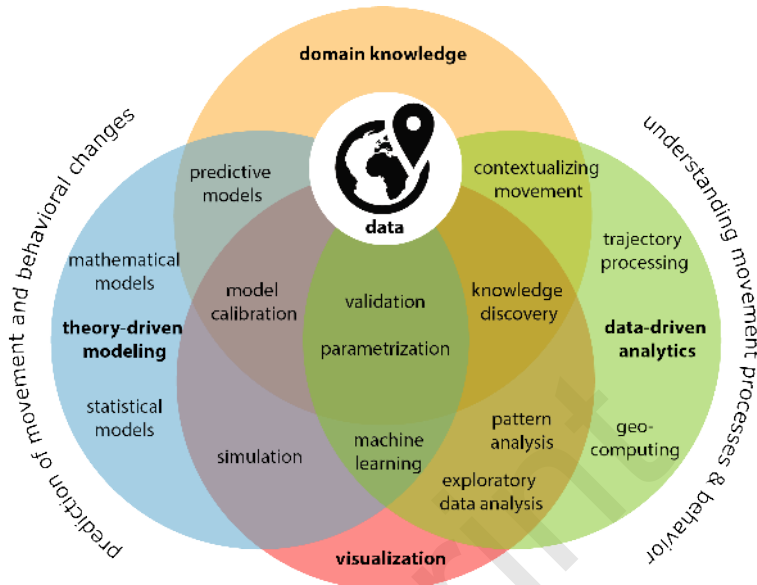 domain knowledge
prediction of movement and behavioral changes
understanding movement processes & behavior
predictive
models
contextualizing
movement
data
mathematical
models
trajectory
processing
model
calibration
validation
knowledge
discovery
theory-driven
modeling
parametrization
data-driven
analytics
statistical
models
simulation
machine
learning
pattern
analysis
geo-
computing
exploratory
data analysis
visualization
rint